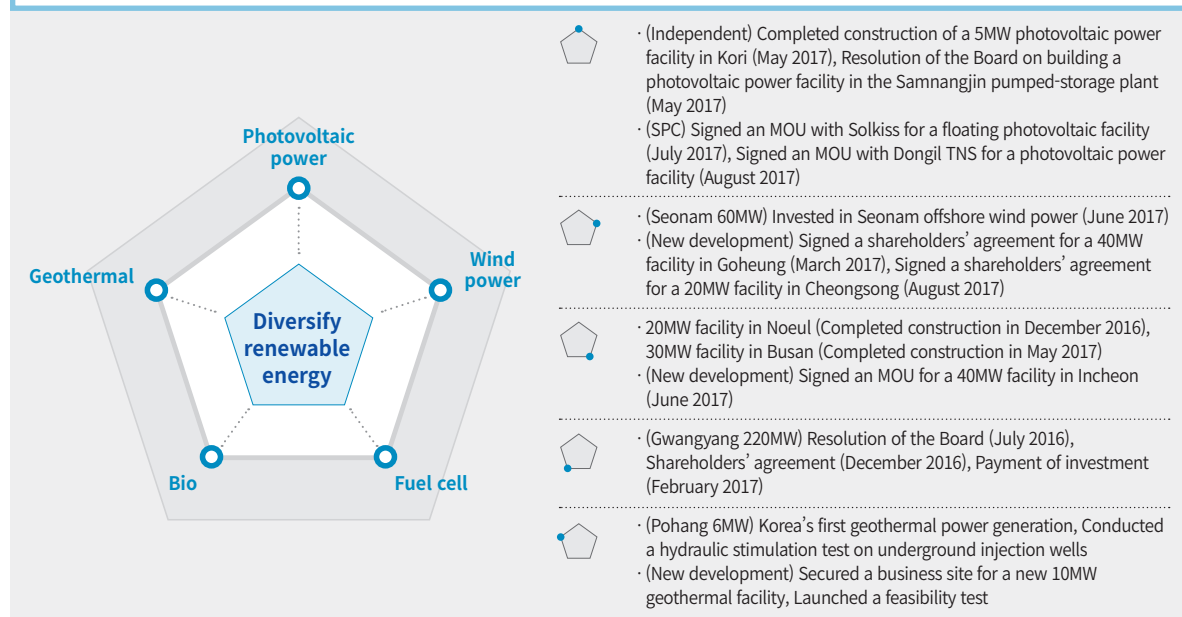 Photovoltaic
power
Wind
power
Geothermal
Diversify
renewable
energy
Bio
Fuel cell
· (Independent) Completed construction of a 5MW photovoltaic power
facility in Kori (May 2017), Resolution of the Board on building a
photovoltaic power facility in the Samnangjin pumped-storage plant
(May 2017)
· (SPC) Signed an MOU with Solkiss for a floating photovoltaic facility
(July 2017), Signed an MOU with Dongil TNS for a photovoltaic power
facility (August 2017)
· (Seonam 60MW) Invested in Seonam offshore wind power (June 2017)
· (New development) Signed a shareholders’ agreement for a 40MW
facility in Goheung (March 2017), Signed a shareholders’ agreement
for a 20MW facility in Cheongsong (August 2017)
· 20MW facility in Noeul (Completed construction in December 2016),
30MW facility in Busan (Completed construction in May 2017)
· (New development) Signed an MOU for a 40MW facility in Incheon
(June 2017)
· (Gwangyang 220MW) Resolution of the Board (July 2016),
Shareholders’ agreement (December 2016), Payment of investment
(February 2017)
· (Pohang 6MW) Korea’s first geothermal power generation, Conducted
a hydraulic stimulation test on underground injection wells
· (New development) Secured a business site for a new 10MW
geothermal facility, Launched a feasibility test